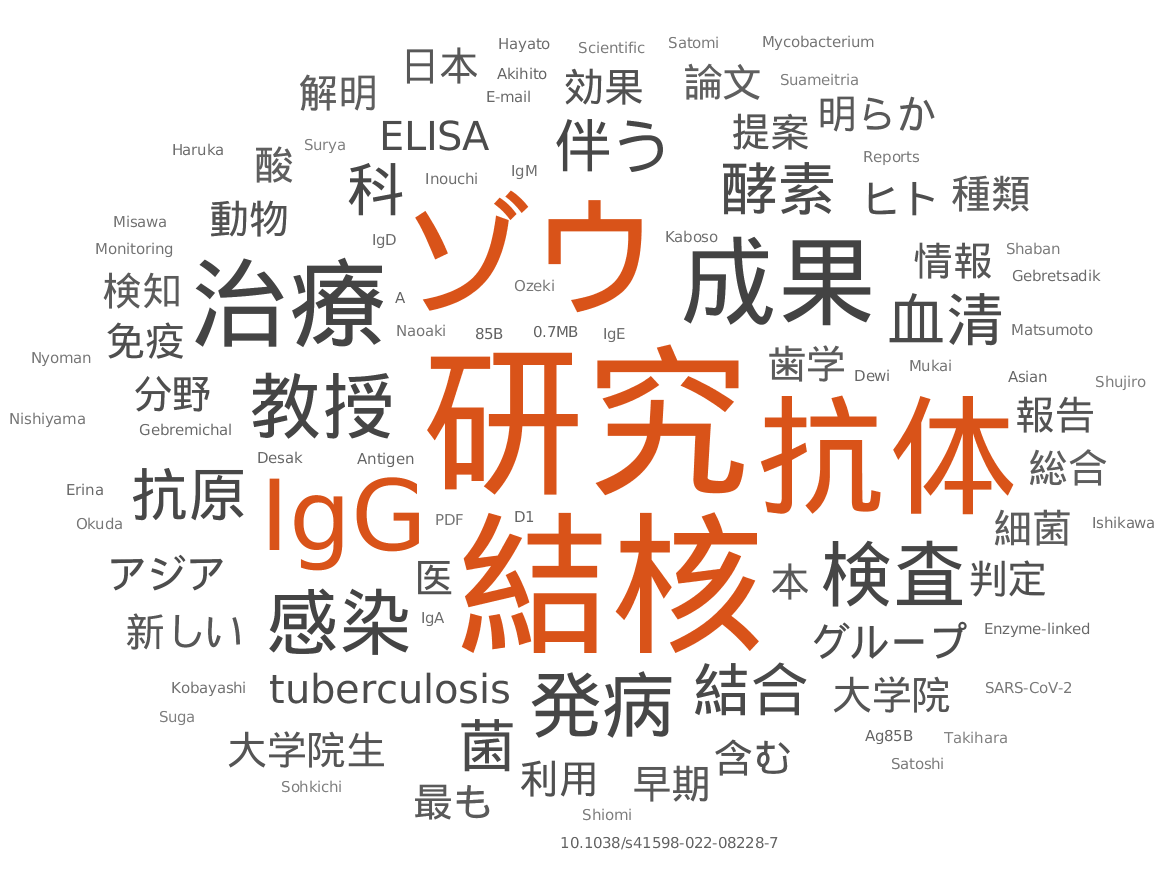 Hayato
Scientific
Satomi
Mycobacterium
日本
Akihito
効果
論文
Suameitria
解明
E-mail
明らか
提案
ELISA
伴う
Haruka
酸
Surya
Reports
科
Inouchi
IgM
酵素
ヒト
種類
動物
Misawa
Monitoring
IgD
ゾウ
Kaboso
成果
情報
Shaban
Gebretsadik
検知
治療
A
Ozeki
血清
免疫
Naoaki
85B
0.7MB
IgE
Matsumoto
Nyoman
歯学
Mukai
Dewi
Asian
Shujiro
分野
教授
研究
抗体
報告
Nishiyama
Gebremichal
Desak
Antigen
総合
Erina
抗原
IgG
PDF
D1
Okuda
細菌
Ishikawa
アジア
医
結核
本
検査
判定
新しい
感染
IgA
グループ
Enzyme-linked
Kobayashi
tuberculosis
発病
結合
大学院
SARS-CoV-2
Suga
大学院生
菌
含む
Ag85B
Takihara
Satoshi
Sohkichi
最も
利用
早期
Shiomi
10.1038/s41598-022-08228-7